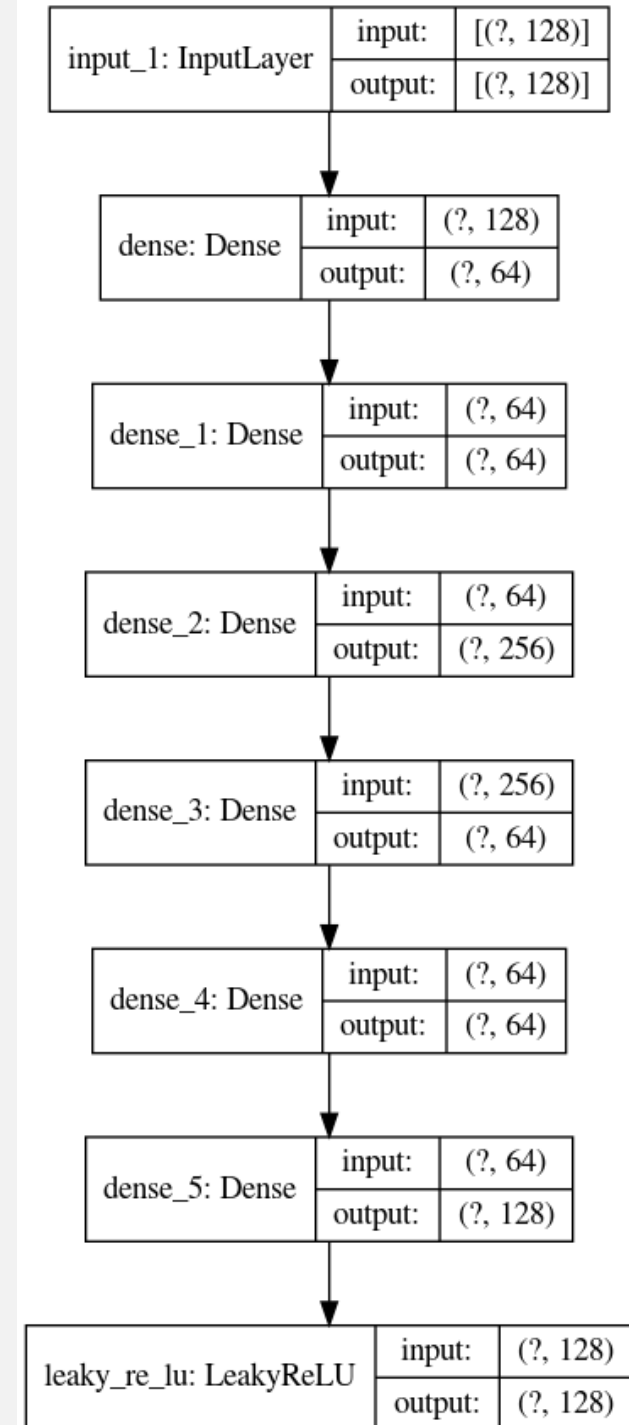 input_1: InputLayer
input: [(?, 128)]
output: [(?, 128)]
dense: Dense
input: (?, 128)
output: (?, 64)
dense_1: Dense
input: (?, 64)
output: (?, 64)
dense_2: Dense
input: (?, 64)
output: (?, 256)
dense_3: Dense
input: (?, 256)
output: (?, 64)
dense_4: Dense
input: (?, 64)
output: (?, 64)
dense_5: Dense
input: (?, 64)
output: (?, 128)
leaky_re_lu: LeakyReLU
input: (?, 128)
output: (?, 128)